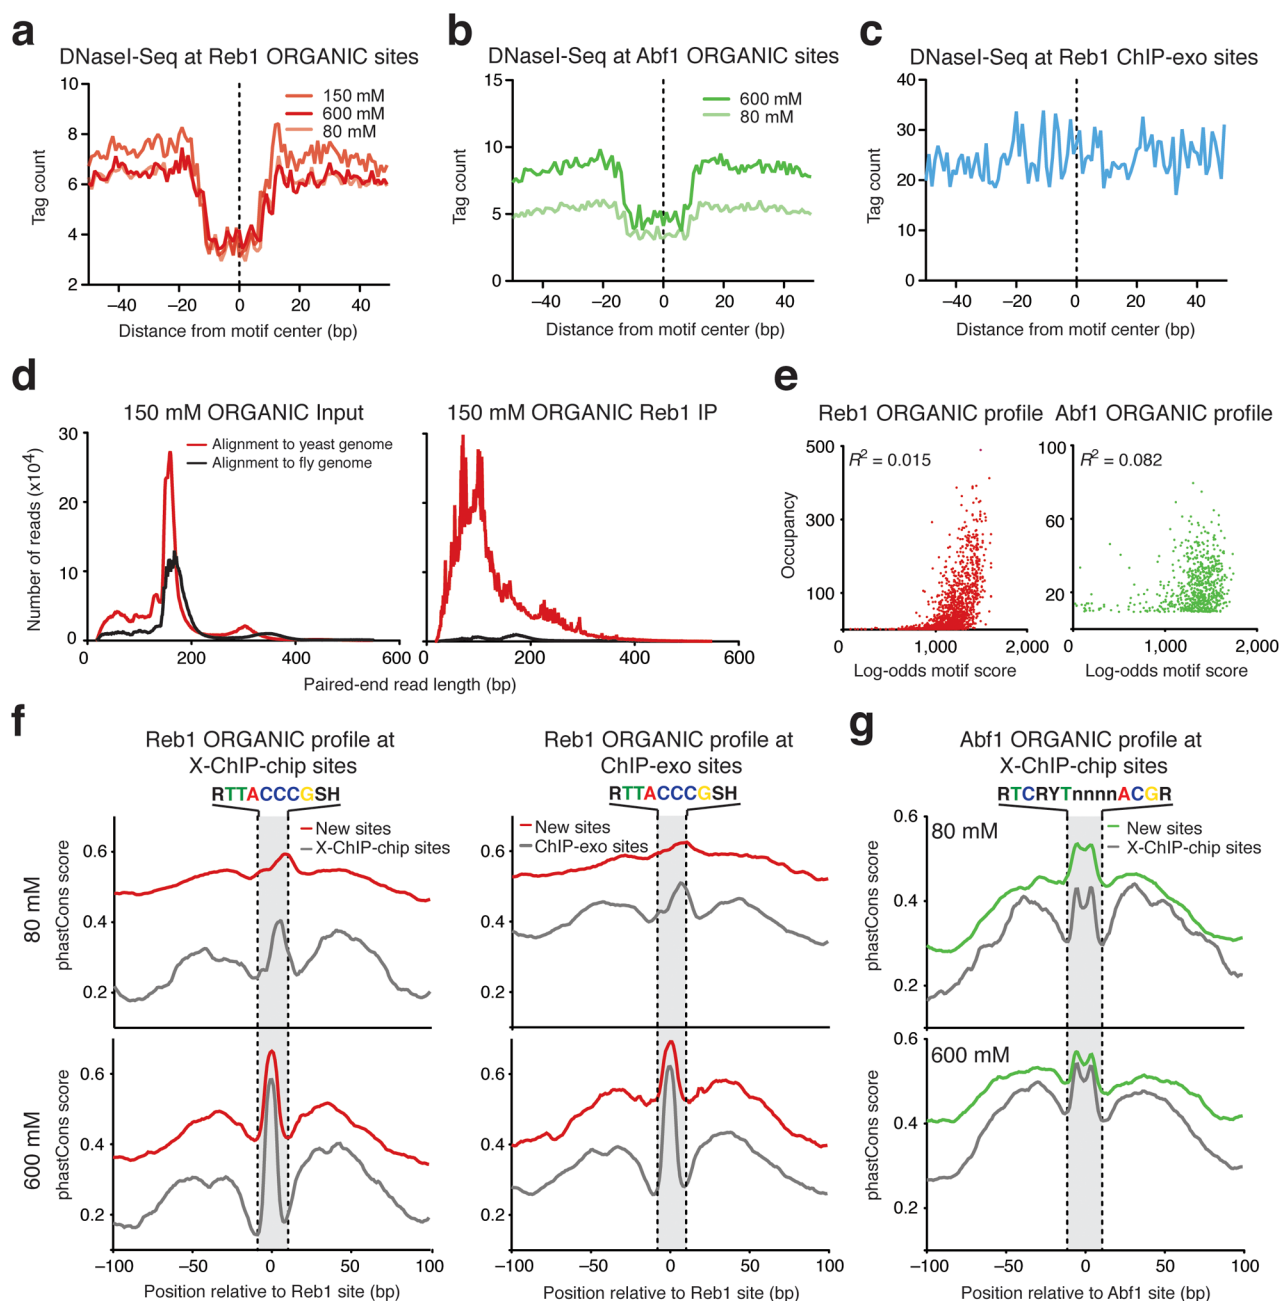 a
DNaseI-Seq at Reb1 ORGANIC sites
10
8
6
4
2
Tag count
150 mM
600 mM
80 mM
–40
–20
0
20
40
Distance from motif center (bp)
b
DNaseI-Seq at Abf1 ORGANIC sites
15
10
5
0
Tag count
600 mM
80 mM
–40
–20
0
20
40
Distance from motif center (bp)
c
DNaseI-Seq at Reb1 ChIP-exo sites
40
30
20
10
0
Tag count
–40
–20
0
20
40
Distance from motif center (bp)
d
150 mM ORGANIC Input
30
20
10
0
Number of reads (x10⁴)
Alignment to yeast genome
Alignment to fly genome
0
200
400
600
150 mM ORGANIC Reb1 IP
0
200
400
600
Paired-end read length (bp)
e
Reb1 ORGANIC profile
500
300
100
Occupancy
R² = 0.015
0
1,000
2,000
Log-odds motif score
Abf1 ORGANIC profile
100
60
20
R² = 0.082
0
1,000
2,000
Log-odds motif score
f
Reb1 ORGANIC profile at
X-ChIP-chip sites
RTTACCCGSH
New sites
X-ChIP-chip sites
80 mM
phastCons score
0.6
0.4
0.2
600 mM
phastCons score
0.6
0.4
0.2
–100
–50
0
50
100
Position relative to Reb1 site (bp)
Reb1 ORGANIC profile at
ChIP-exo sites
RTTACCCGSH
New sites
ChIP-exo sites
phastCons score
0.6
0.4
0.2
phastCons score
0.6
0.4
0.2
–100
–50
0
50
100
Position relative to Reb1 site (bp)
g
Abf1 ORGANIC profile at
X-ChIP-chip sites
RTCRYTnnnnACGR
80 mM
New sites
X-ChIP-chip sites
phastCons score
0.6
0.4
0.2
600 mM
phastCons score
0.6
0.4
0.2
–100
–50
0
50
100
Position relative to Abf1 site (bp)